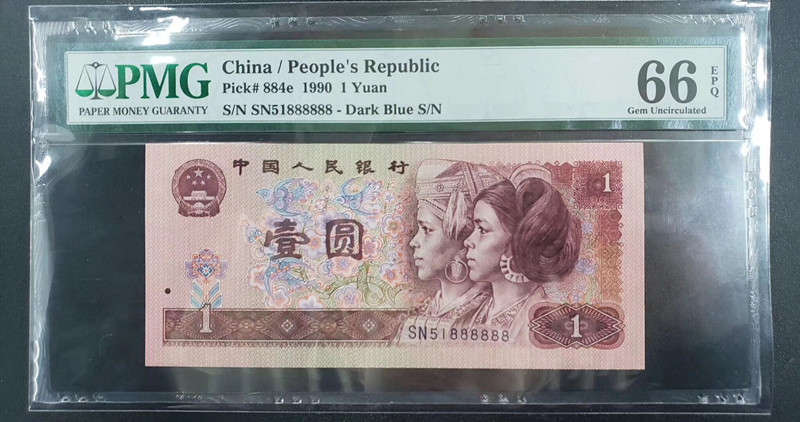 PMG
PAPER MONEY GUARANTY
China / People's Republic
Pick# 884e 1990 1 Yuan
S/N SN51888888 - Dark Blue S/N
66 EPQ
Gem Uncirculated
中国人民银行
1
壹圆
1
SN51888888
1